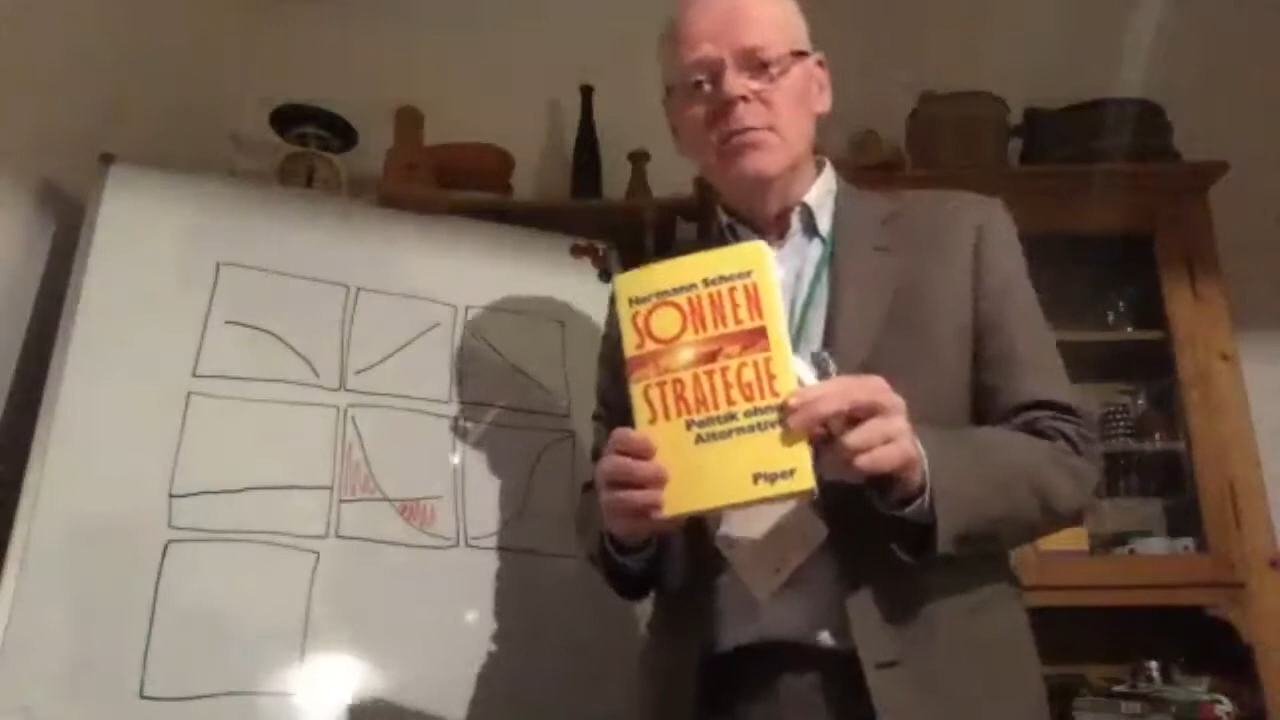 Hermann Scheer
SONNEN
STRATEGIE
Politik ohne
Alternative
Piper